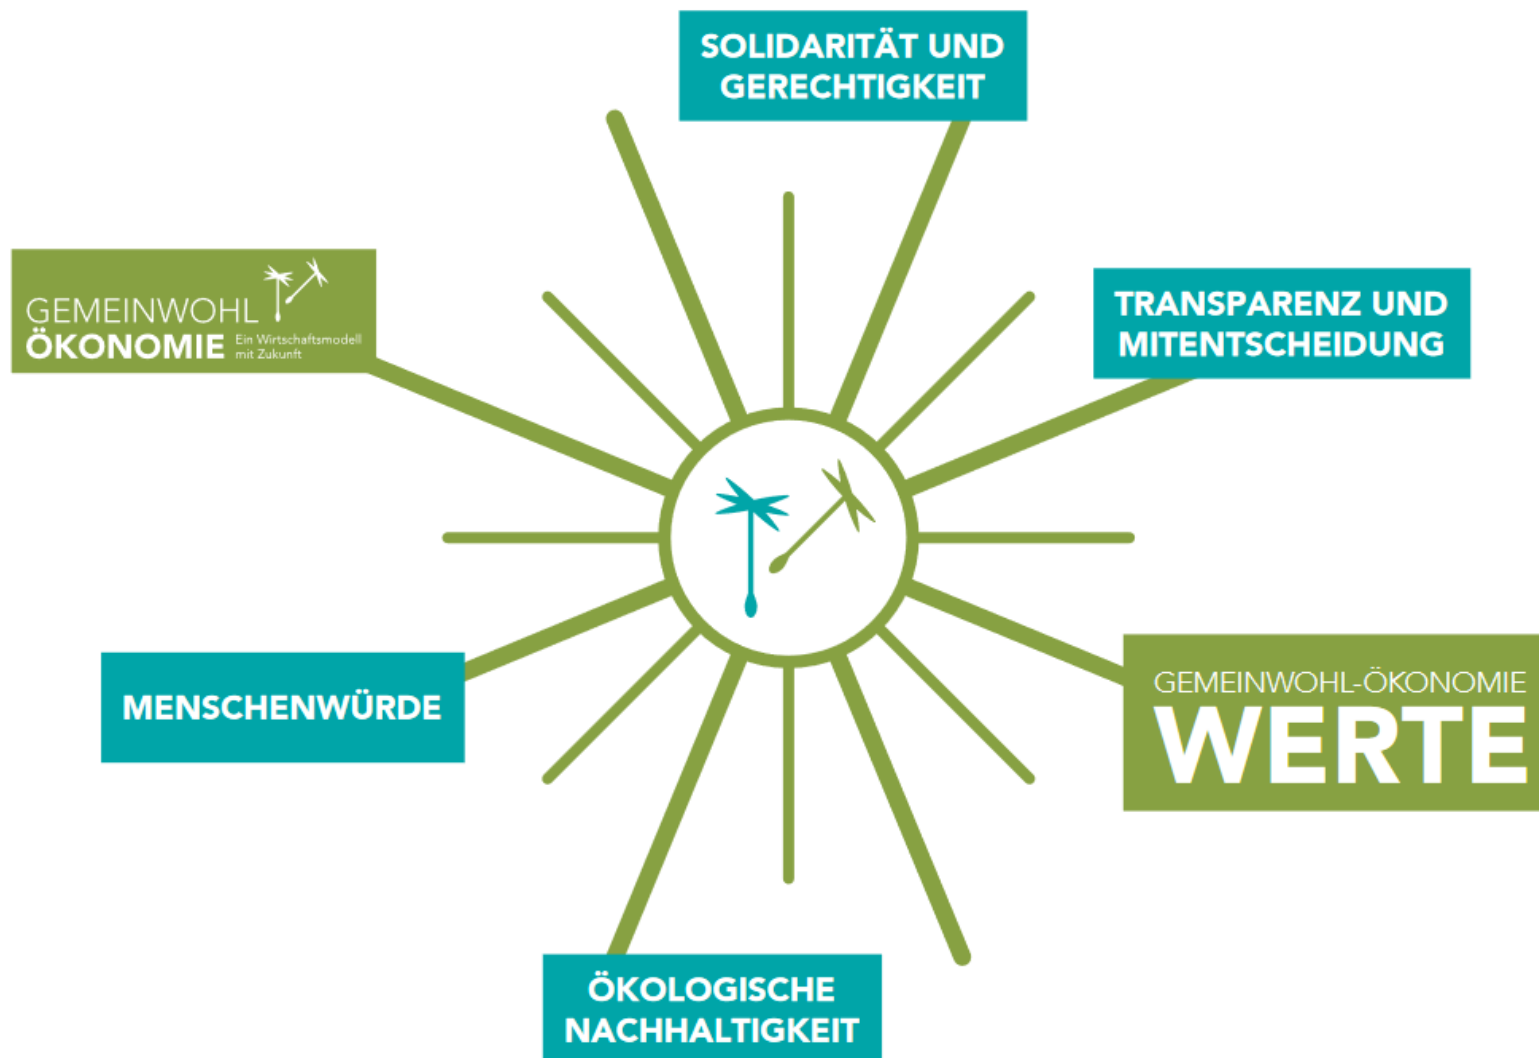 SOLIDARITÄT UND
GERECHTIGKEIT
GEMEINWOHL
ÖKONOMIE
Ein Wirtschaftsmodell
mit Zukunft
TRANSPARENZ UND
MITENTSCHEIDUNG
MENSCHENWÜRDE
GEMEINWOHL-ÖKONOMIE
WERTE
ÖKOLOGISCHE
NACHHALTIGKEIT